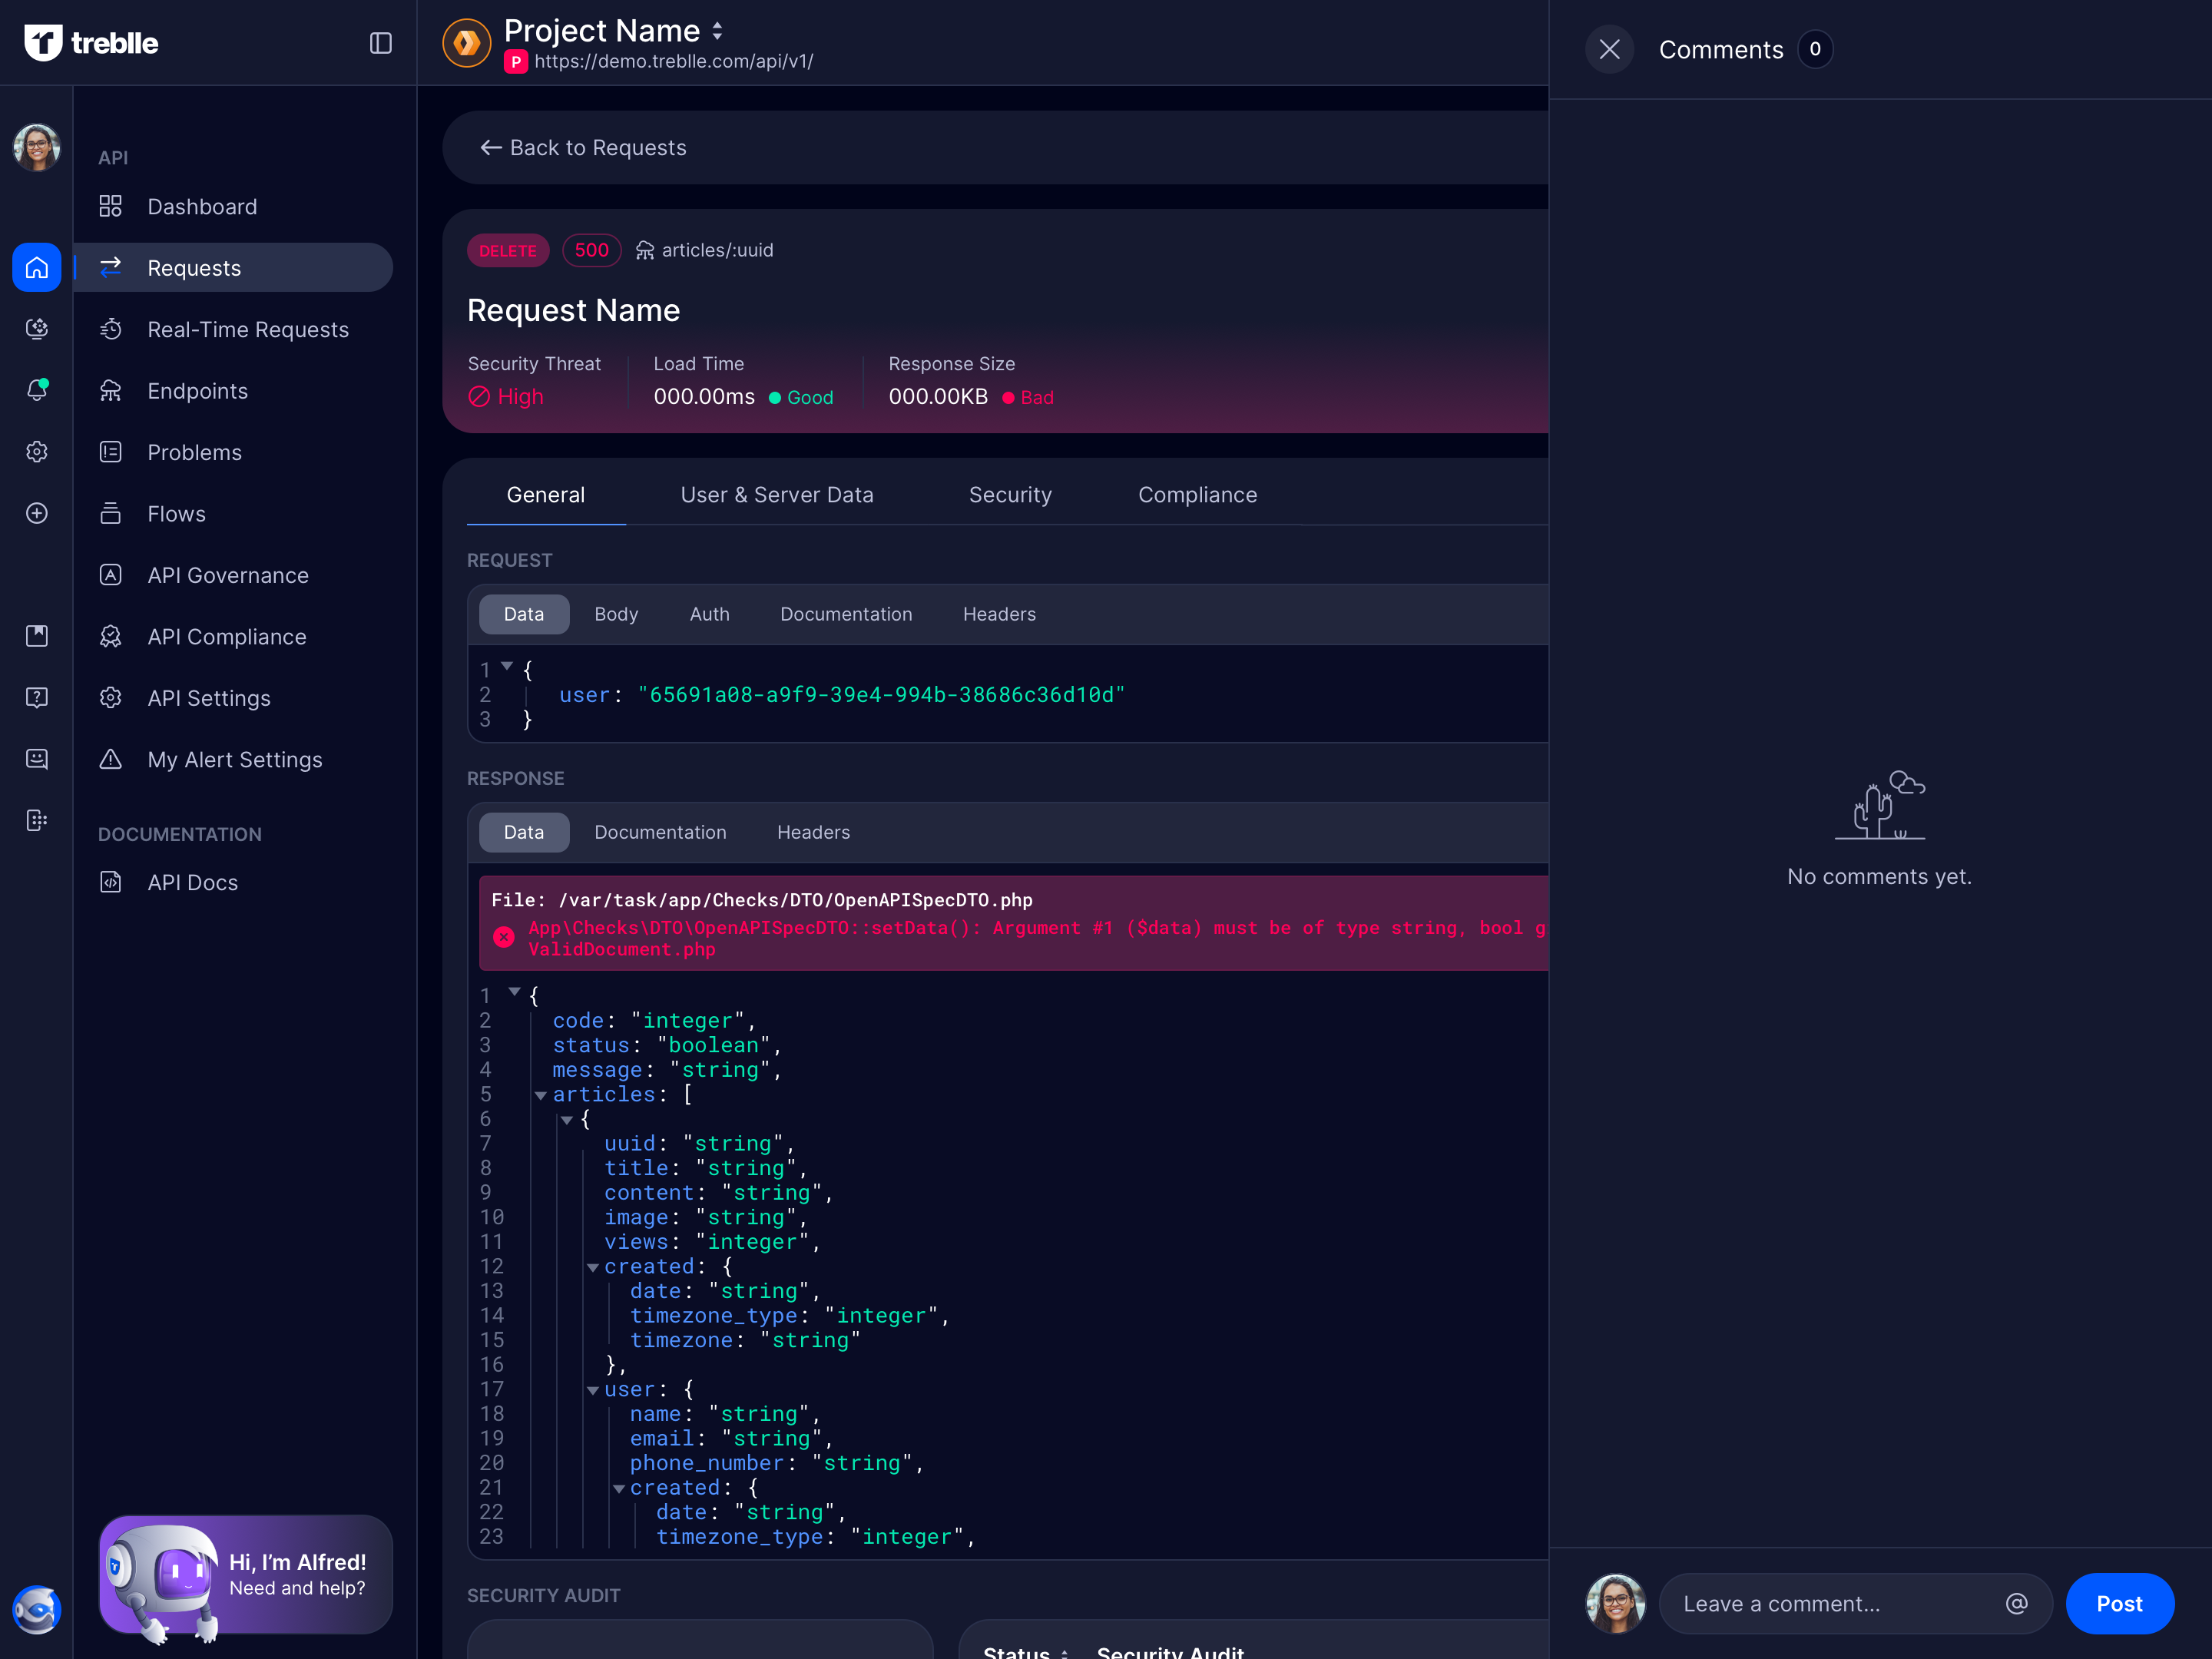 treblle
Project Name
P https://demo.treblle.com/api/v1/
Comments 0
API
Dashboard
Requests
Real-Time Requests
Endpoints
Problems
Flows
API Governance
API Compliance
API Settings
My Alert Settings
DOCUMENTATION
API Docs
Hi, I'm Alfred!
Need and help?
Back to Requests
DELETE 500 articles/:uuid
Request Name
Security Threat Load Time Response Size
High 000.00ms Good 000.00KB Bad
General User & Server Data Security Compliance
REQUEST
Data Body Auth Documentation Headers
1 {
2 user: "65691a08-a9f9-39e4-994b-38686c36d10d"
3 }
RESPONSE
Data Documentation Headers
File: /var/task/app/Checks/DTO/OpenAPISpecDTO.php
App\Checks\DTO\OpenAPISpecDTO::setData(): Argument #1 ($data) must be of type string, bool g
ValidDocument.php
1 {
2 code: "integer",
3 status: "boolean",
4 message: "string",
5 articles: [
6 {
7 uuid: "string",
8 title: "string",
9 content: "string",
10 image: "string",
11 views: "integer",
12 created: {
13 date: "string",
14 timezone_type: "integer",
15 timezone: "string"
16 },
17 user: {
18 name: "string",
19 email: "string",
20 phone_number: "string",
21 created: {
22 date: "string",
23 timezone_type: "integer",
SECURITY AUDIT
Status Security Audit
No comments yet.
Leave a comment... @ Post